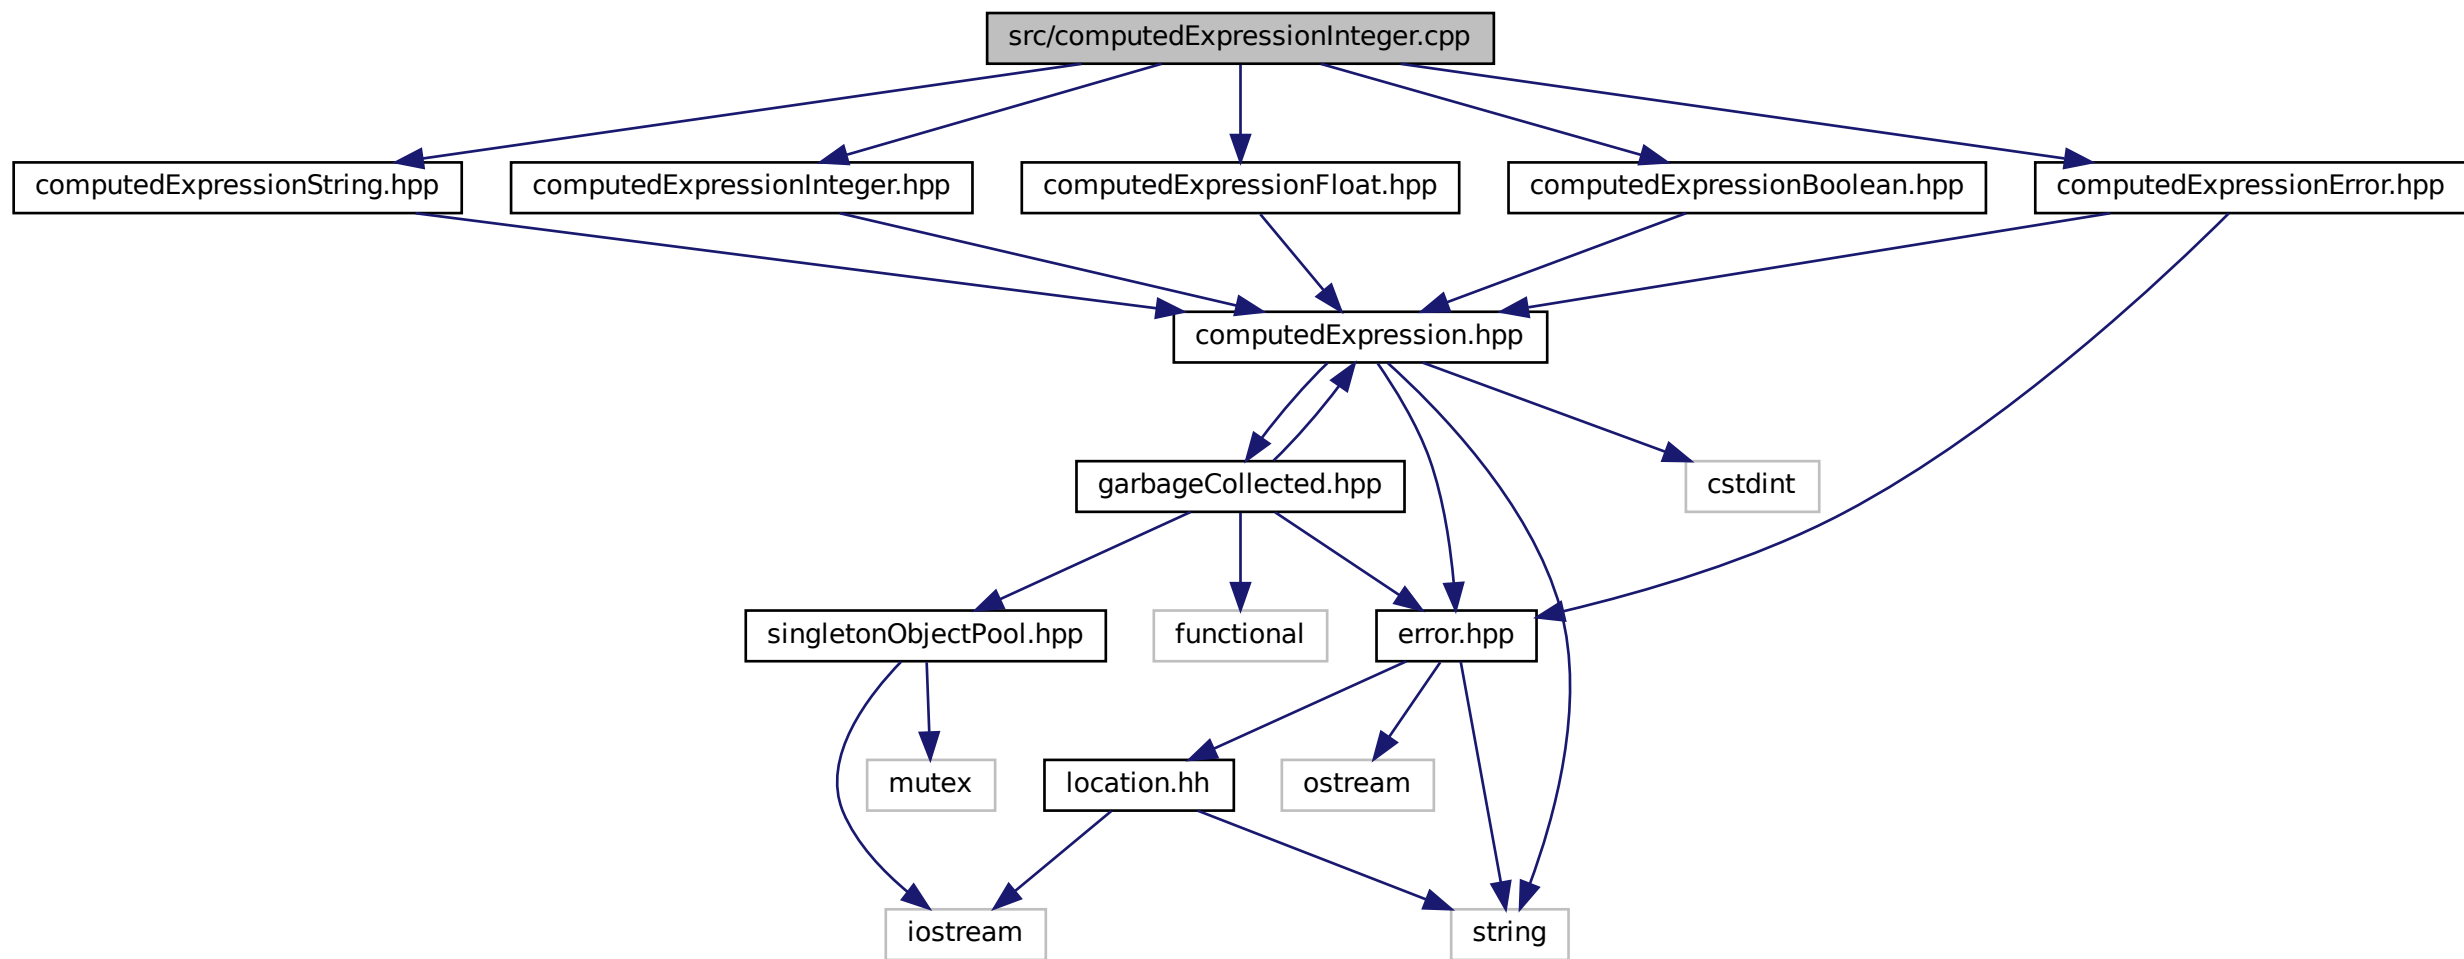 src/computedExpressionInteger.cpp
computedExpressionString.hpp
computedExpressionInteger.hpp
computedExpressionFloat.hpp
computedExpressionBoolean.hpp
computedExpressionError.hpp
computedExpression.hpp
garbageCollected.hpp
cstdint
singletonObjectPool.hpp
functional
error.hpp
mutex
location.hh
ostream
iostream
string